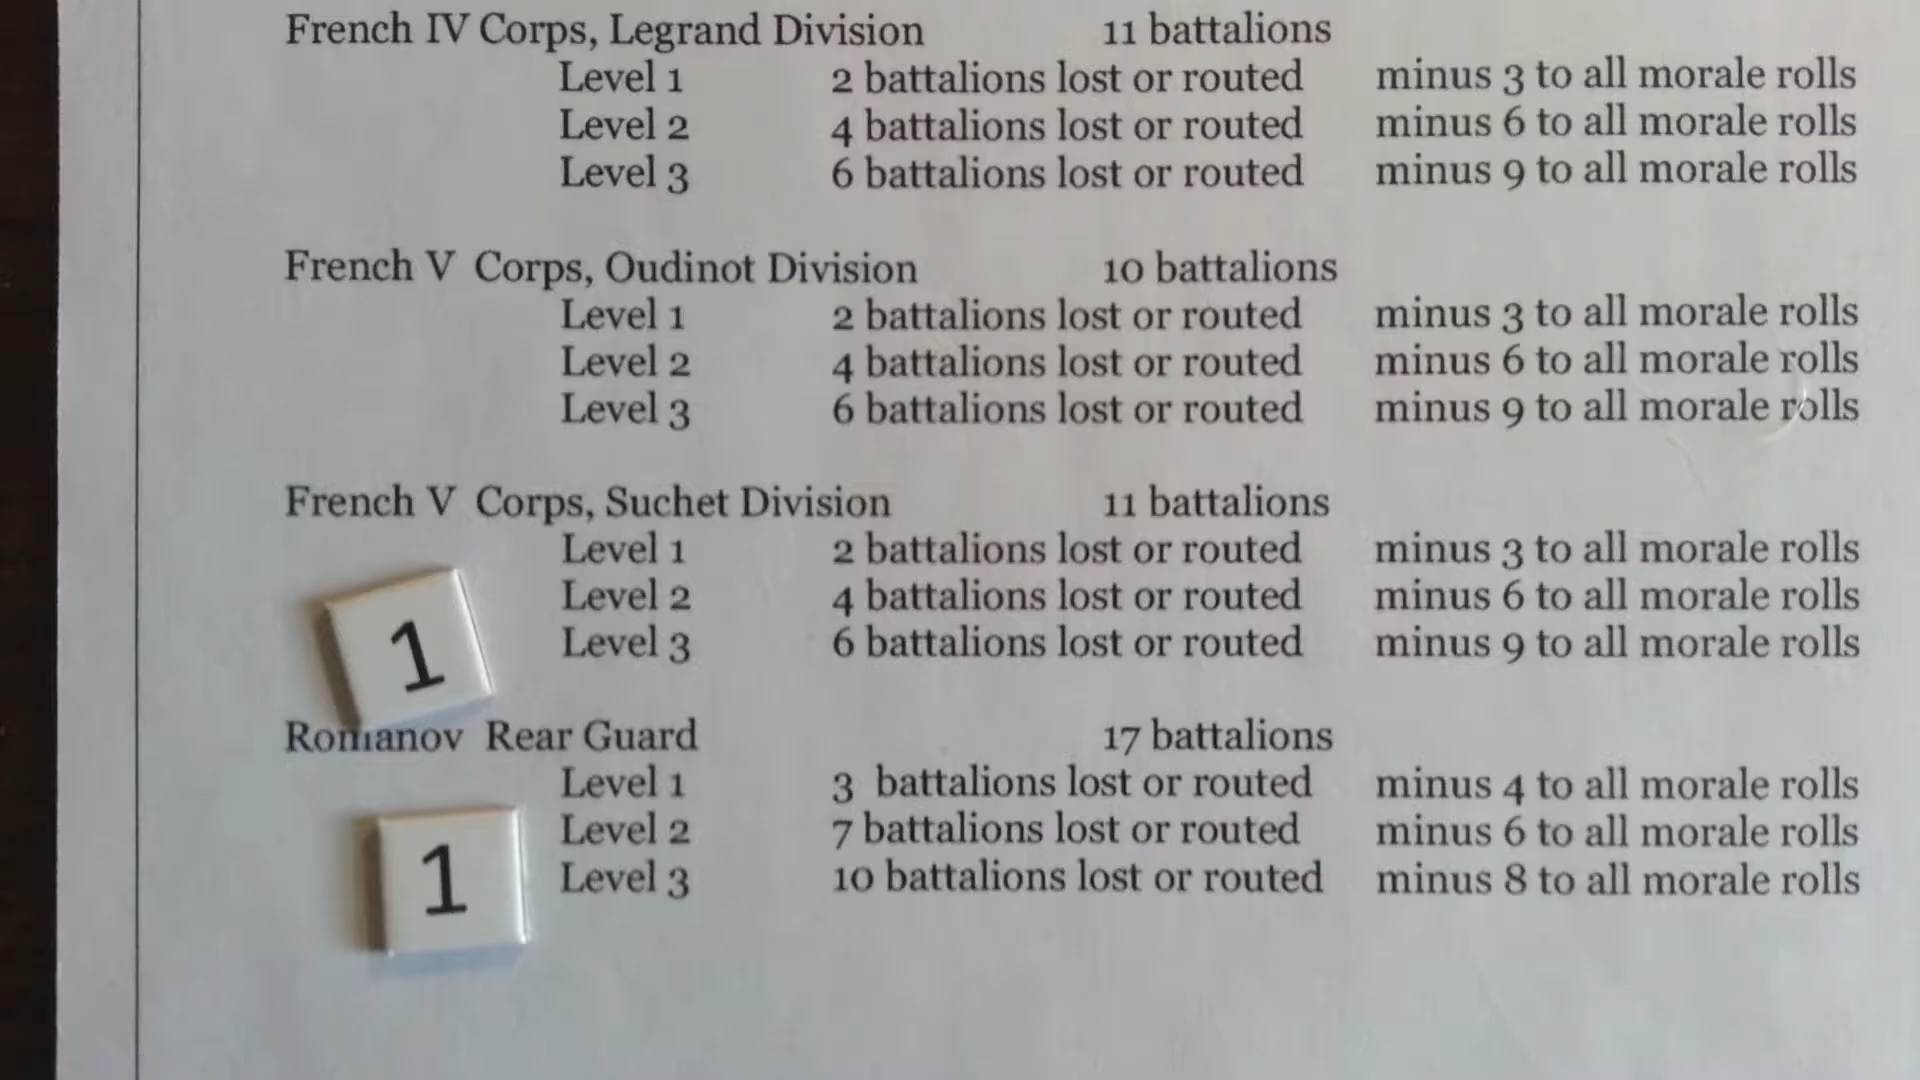 French IV Corps, Legrand Division 11 battalions
Level 1 2 battalions lost or routed minus 3 to all morale rolls
Level 2 4 battalions lost or routed minus 6 to all morale rolls
Level 3 6 battalions lost or routed minus 9 to all morale rolls
French V Corps, Oudinot Division 10 battalions
Level 1 2 battalions lost or routed minus 3 to all morale rolls
Level 2 4 battalions lost or routed minus 6 to all morale rolls
Level 3 6 battalions lost or routed minus 9 to all morale rolls
French V Corps, Suchet Division 11 battalions
Level 1 2 battalions lost or routed minus 3 to all morale rolls
Level 2 4 battalions lost or routed minus 6 to all morale rolls
1 Level 3 6 battalions lost or routed minus 9 to all morale rolls
Romanov Rear Guard 17 battalions
Level 1 3 battalions lost or routed minus 4 to all morale rolls
Level 2 7 battalions lost or routed minus 6 to all morale rolls
1 Level 3 10 battalions lost or routed minus 8 to all morale rolls